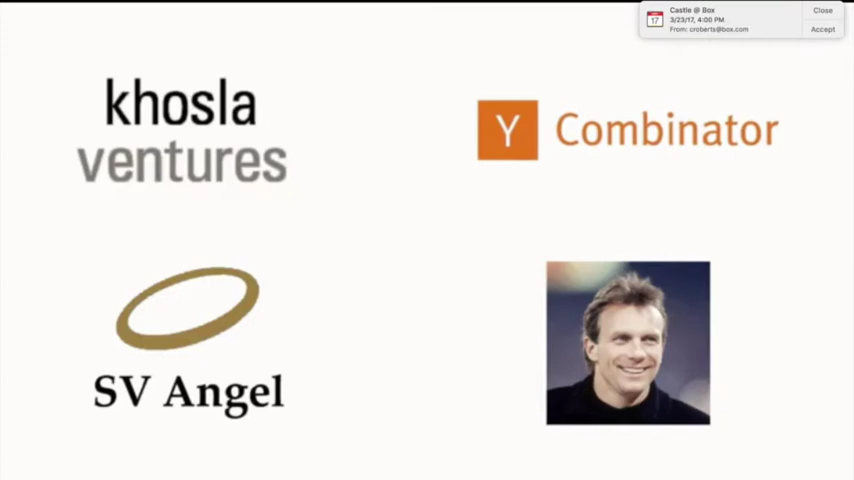 Castle @ Box
3/23/17, 4:00 PM
From: croberts@box.com
Close
Accept
17
khosla
ventures
Y Combinator
SV Angel